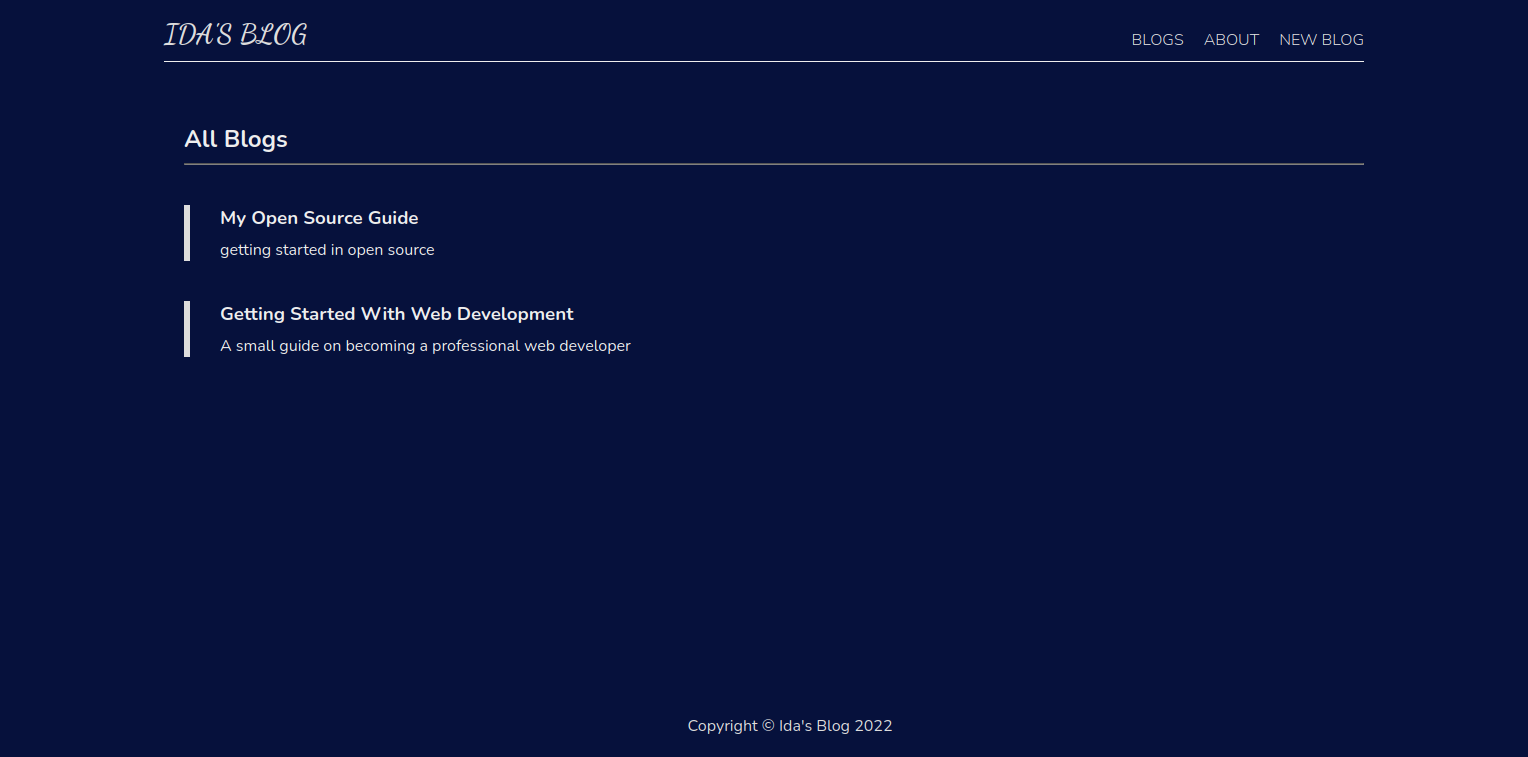 IDA'S BLOG
BLOGS ABOUT NEW BLOG
All Blogs
My Open Source Guide
getting started in open source
Getting Started With Web Development
A small guide on becoming a professional web developer
Copyright © Ida's Blog 2022